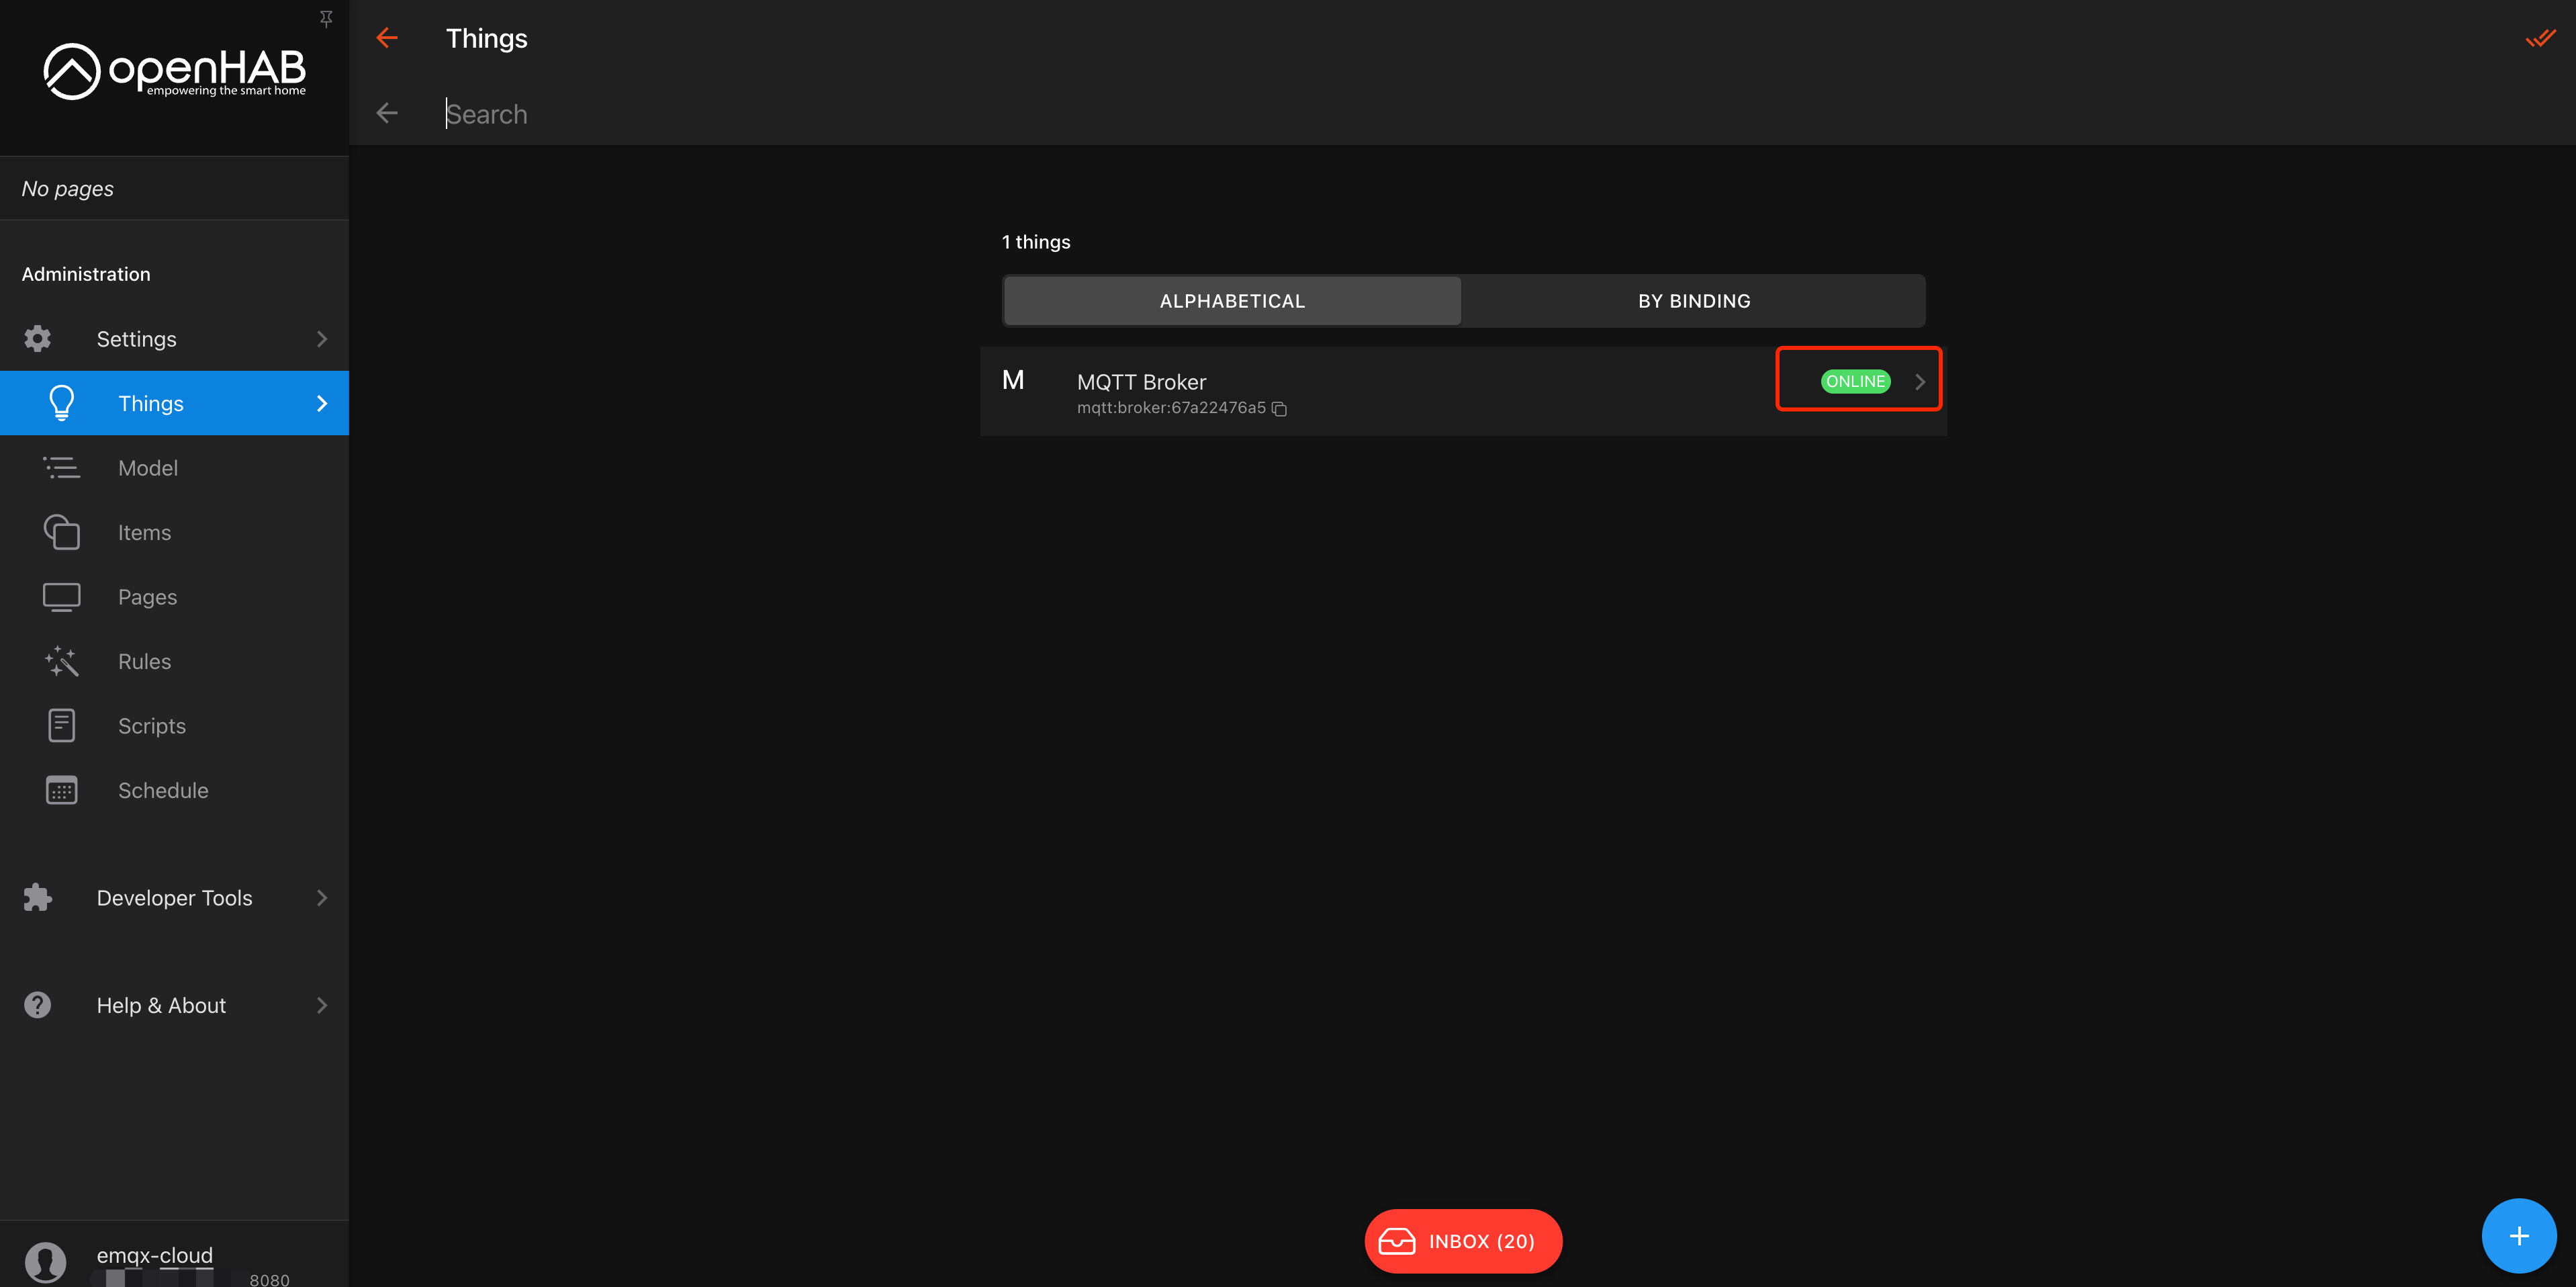 openHAB
empowering the smart home
No pages
Administration
Settings
Things
Model
Items
Pages
Rules
Scripts
Schedule
Developer Tools
Help & About
emqx-cloud
8080
Things
Search
1 things
ALPHABETICAL
BY BINDING
M
MQTT Broker
mqtt:broker:67a22476a5
ONLINE
INBOX (20)